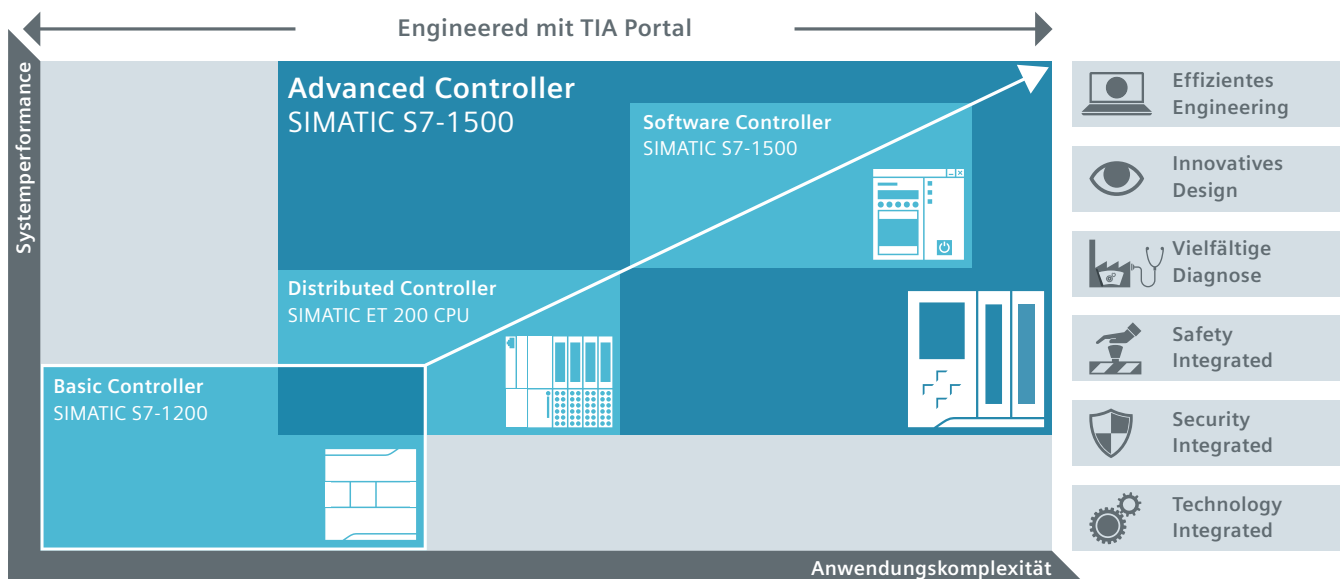 Engineered mit TIA Portal
Systemperformance
Advanced Controller
SIMATIC S7-1500
Software Controller
SIMATIC S7-1500
Distributed Controller
SIMATIC ET 200 CPU
Basic Controller
SIMATIC S7-1200
Anwendungskomplexität
Effizientes
Engineering
Innovatives
Design
Vielfältige
Diagnose
Safety
Integrated
Security
Integrated
Technology
Integrated